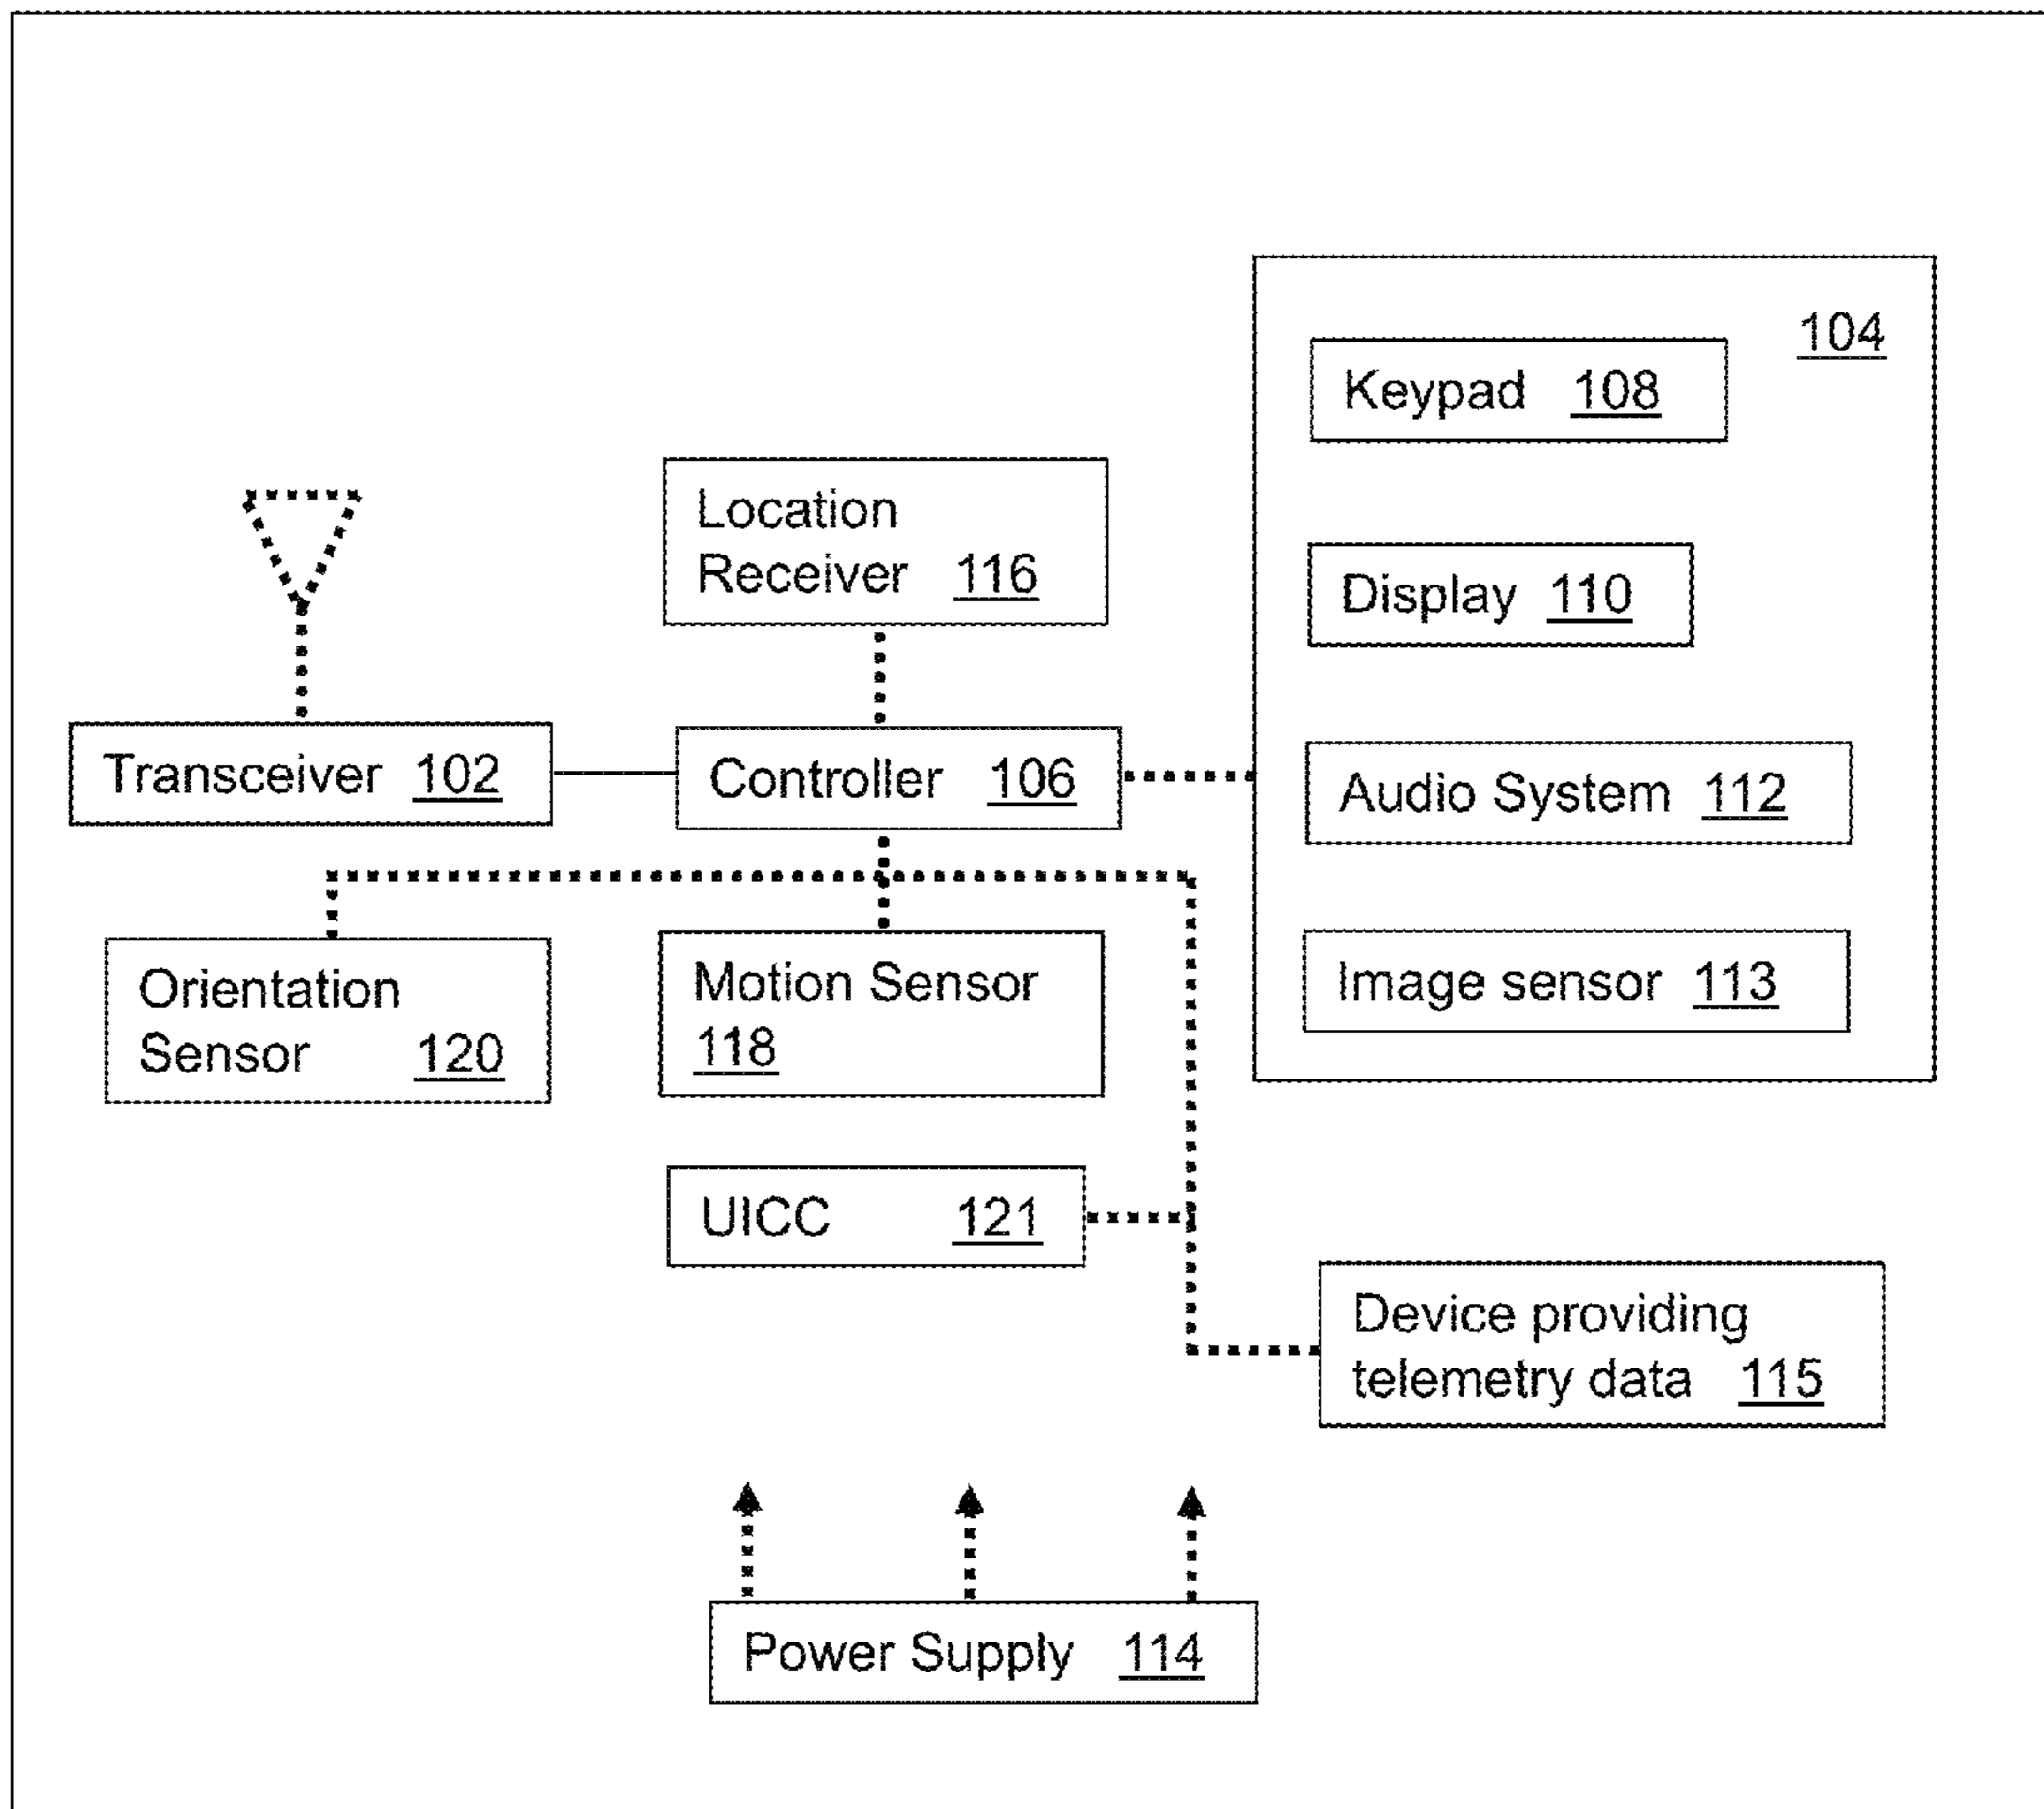 104
Keypad 108
Location
Receiver 116
Display 110
Transceiver 102
Controller 106
Audio System 112
Orientation
Sensor 120
Motion Sensor
118
Image sensor 113
UICC 121
Device providing
telemetry data 115
Power Supply 114